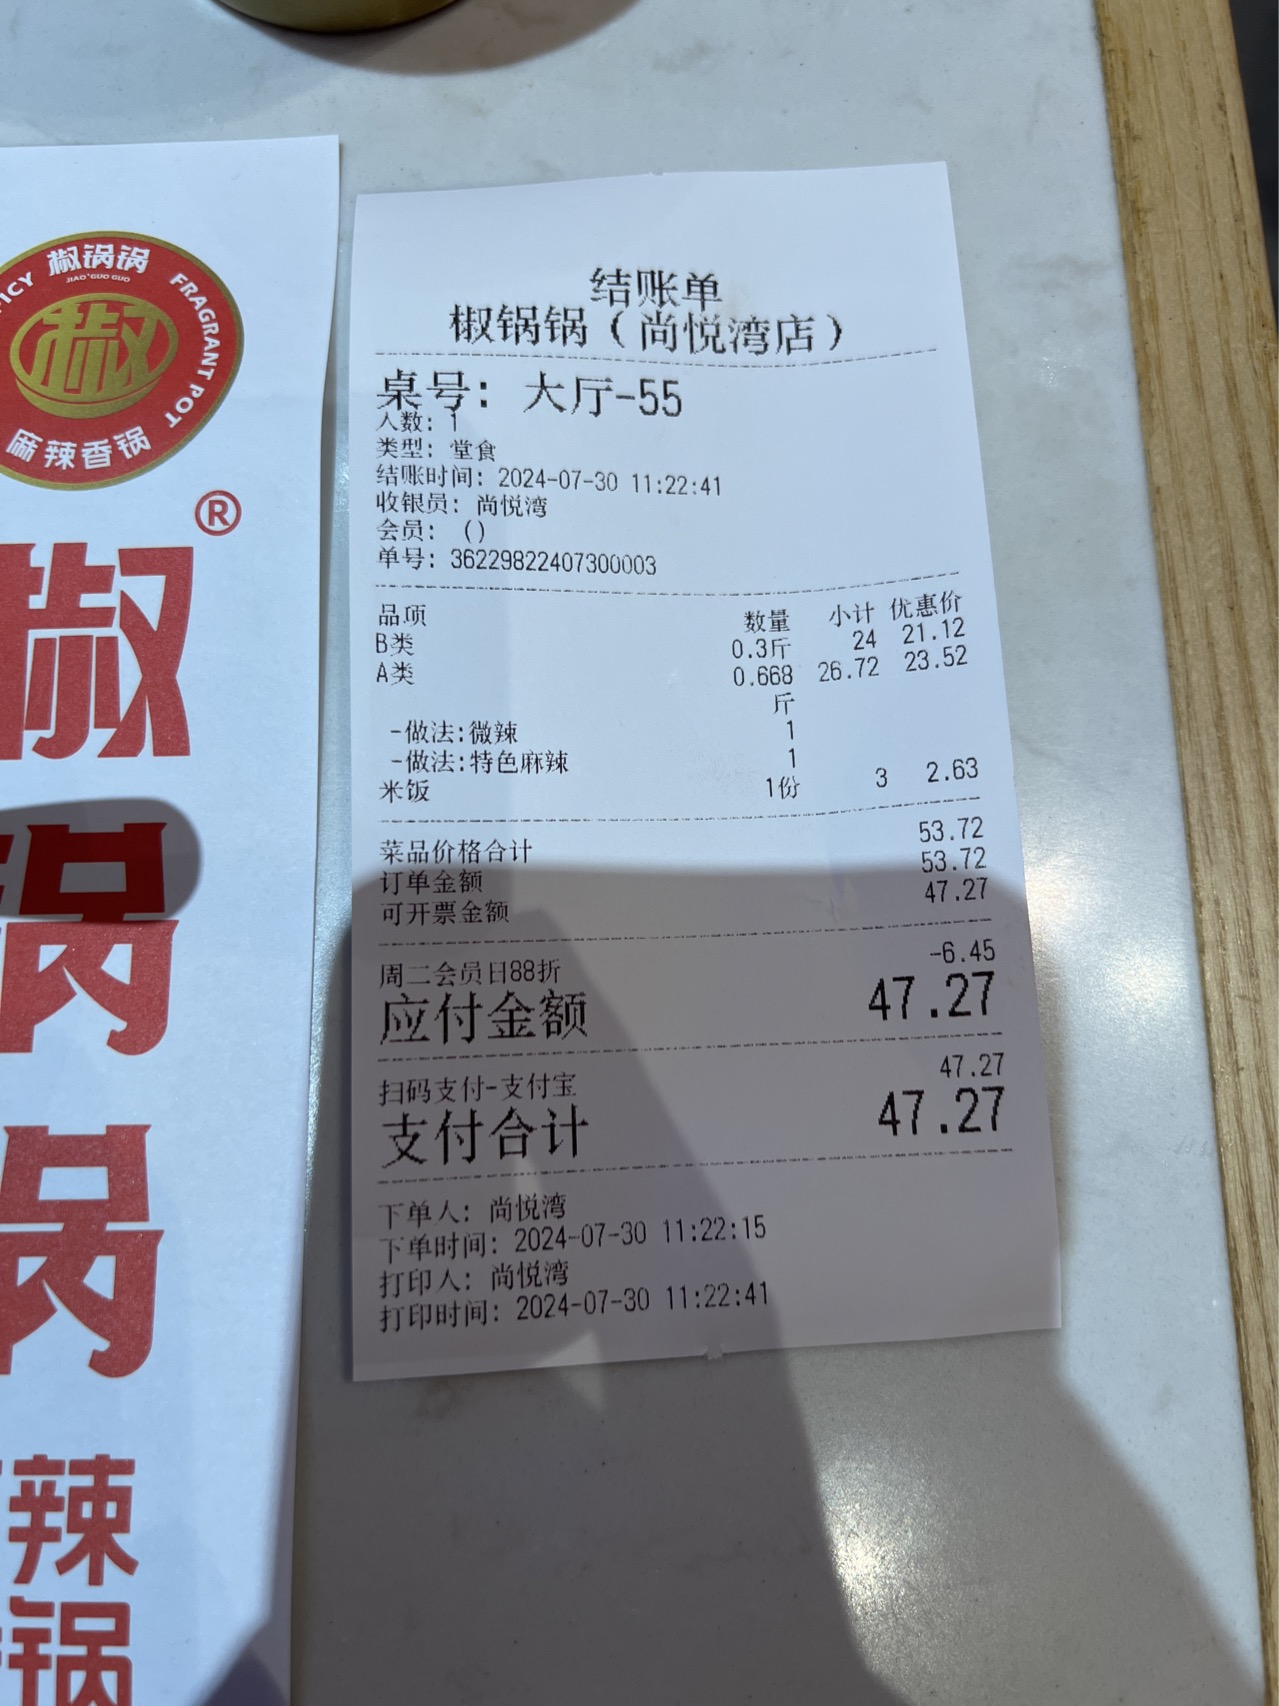 椒锅锅
JIAO'GUO GUO
FRAGRANT POT
椒
麻辣香锅
®
椒
锅
锅
辣
锅
结账单
椒锅锅（尚悦湾店）
桌号：大厅-55
人数：1
类型：堂食
结账时间：2024-07-30 11:22:41
收银员：尚悦湾
会员：()
单号：36229822407300003
品项 数量 小计 优惠价
B类 0.3斤 24 21.12
A类 0.668 26.72 23.52
斤
-做法:微辣 1
-做法:特色麻辣 1
米饭 1份 3 2.63
菜品价格合计 53.72
订单金额 53.72
可开票金额 47.27
周二会员日88折 -6.45
应付金额 47.27
扫码支付-支付宝 47.27
支付合计 47.27
下单人：尚悦湾
下单时间：2024-07-30 11:22:15
打印人：尚悦湾
打印时间：2024-07-30 11:22:41